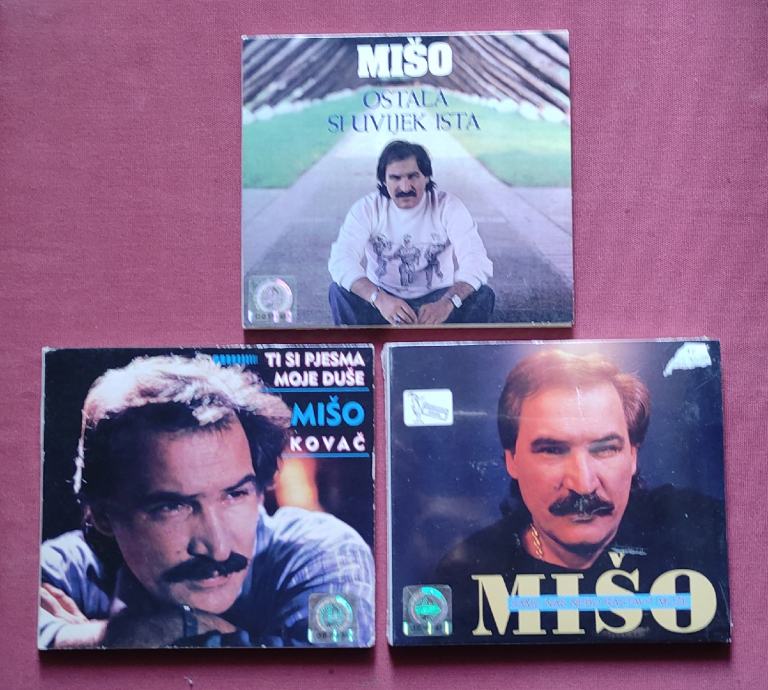 MIŠO
OSTALA
SI UVIJEK ISTA
TI SI PJESMA
MOJE DUŠE
MIŠO
KOVAČ
MIŠO